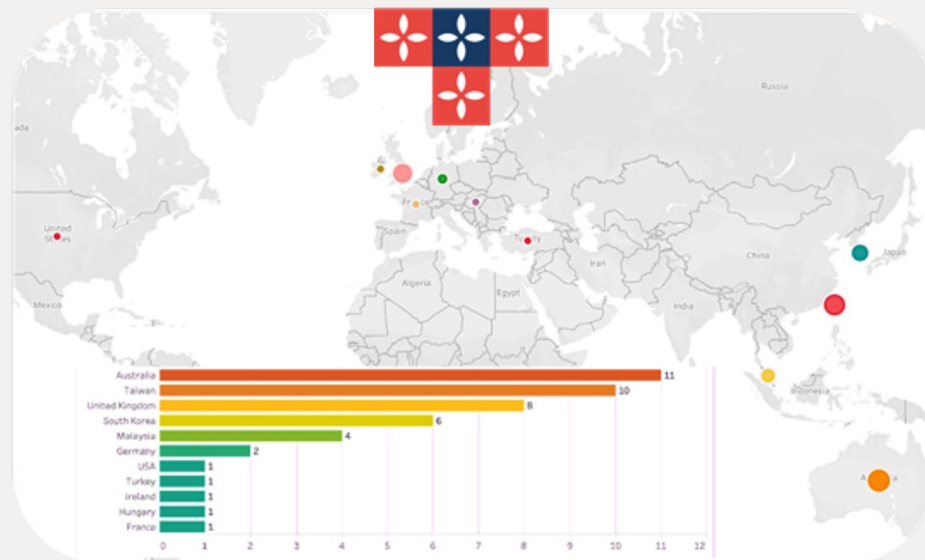 Russia
ada
United
States
France
Spain
Turkey
Japan
China
Iran
Algeria
Egypt
India
Mexico
Indonesia
Australia 11
Taiwan 10
United Kingdom 8
South Korea 6
Malaysia 4
Germany 2
USA 1
Turkey 1
Ireland 1
Hungary 1
France 1
0 1 2 3 4 5 6 7 8 9 10 11 12